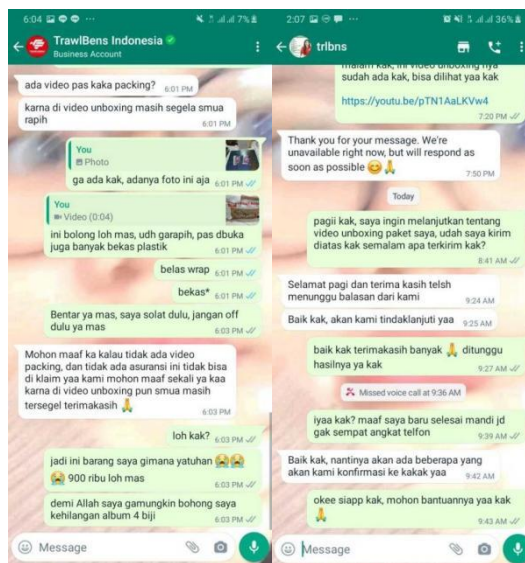 6:04
7%
TrawlBens Indonesia
Business Account
ada video pas kaka packing? 6:01 PM
karna di video unboxing masih segela smua
rapih
6:01 PM
You
Photo
ga ada kak, adanya foto ini aja 6:01 PM
You
Video (0:04)
ini bolong loh mas, udh garapih, pas dbuka
juga banyak bekas plastik
6:01 PM
belas wrap 6:01 PM
bekas* 6:01 PM
Bentar ya mas, saya solat dulu, jangan off
dulu ya mas
6:03 PM
Mohon maaf ka kalau tidak ada video
packing, dan tidak ada asuransi ini tidak bisa
di klaim yaa kami mohon maaf sekali ya kaa
karna di video unboxing pun smua masih
tersegel terimakasih 🙏
6:03 PM
loh kak? 6:03 PM
jadi ini barang saya gimana yatuhan 😭😭
😭 900 ribu loh mas
6:03 PM
demi Allah saya gamungkin bohong saya
kehilangan album 4 biji
6:03 PM
Message
2:07
36%
trlbns
malam kak, ini video unboxing nya
sudah ada kak, bisa dilihat yaa kak
https://youtu.be/pTN1AaLKVw4
7:20 PM
Thank you for your message. We're
unavailable right now, but will respond as
soon as possible 😊🙏
7:50 PM
Today
pagii kak, saya ingin melanjutkan tentang
video unboxing paket saya, udah saya kirim
diatas kak semalam apa terkirim kak?
8:41 AM
Selamat pagi dan terima kasih telsh
menunggu balasan dari kami
9:24 AM
Baik kak, akan kami tindaklanjuti yaa 9:25 AM
baik kak terimakasih banyak 🙏 ditunggu
hasilnya ya kak
9:27 AM
Missed voice call at 9:36 AM
iyaa kak? maaf saya baru selesai mandi jd
gak sempat angkat telfon
9:39 AM
Baik kak, nantinya akan ada beberapa yang
akan kami konfirmasi ke kakak yaa
9:42 AM
okee siapp kak, mohon bantuannya yaa kak
🙏
9:43 AM
Message